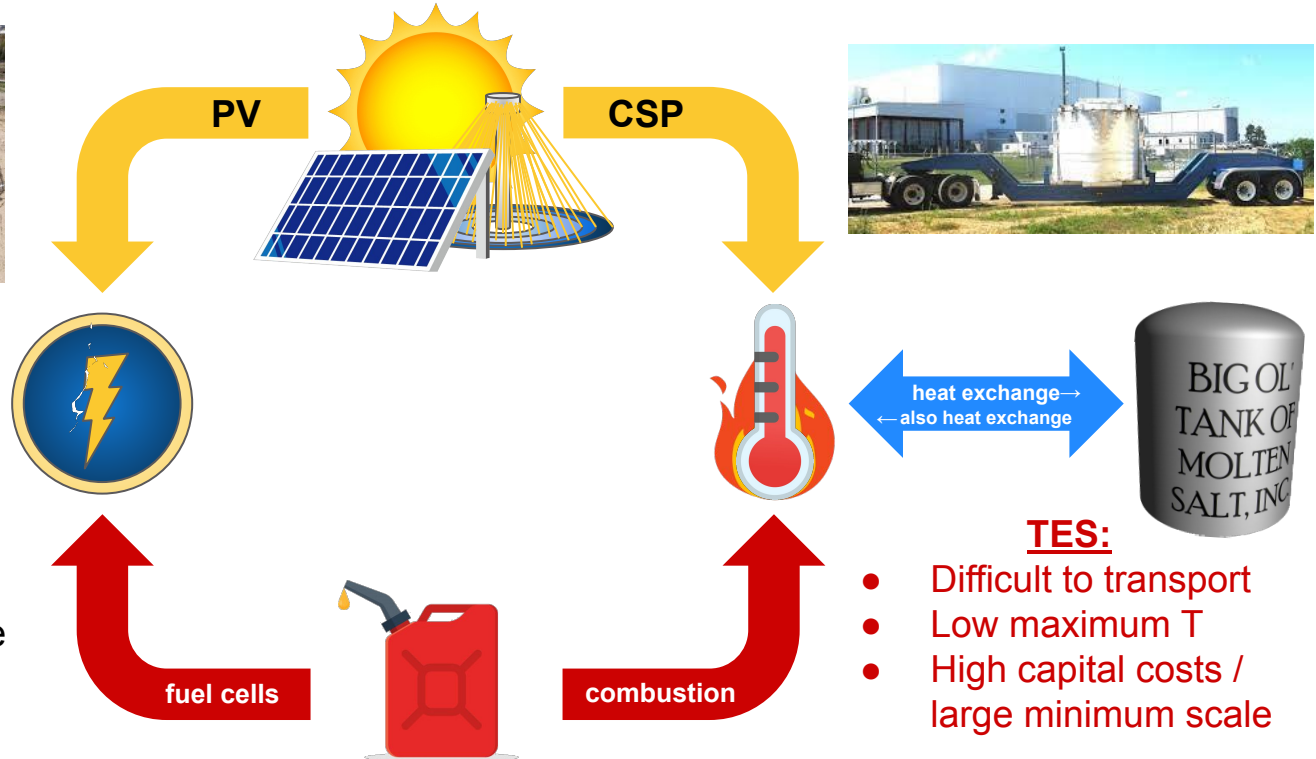 PV
CSP
heat exchange→
←also heat exchange
BIG OL'
TANK OF
MOLTEN
SALT, INC.
TES:
● Difficult to transport
● Low maximum T
● High capital costs /
large minimum scale
e
fuel cells
combustion